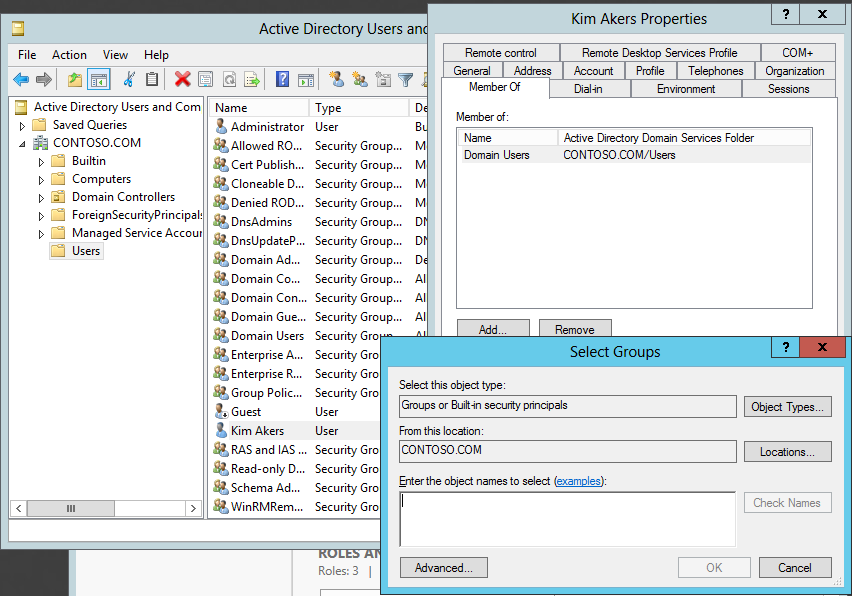 Active Directory Users and
File Action View Help
Active Directory Users and Com
Saved Queries
CONTOSO.COM
Builtin
Computers
Domain Controllers
ForeignSecurityPrincipals
Managed Service Accour
Users
Name Type De
Administrator User Bu
Allowed RO... Security Group... M
Cert Publish... Security Group... M
Cloneable D... Security Group... M
Denied ROD... Security Group... M
DnsAdmins Security Group... DN
DnsUpdateP... Security Group... DN
Domain Ad... Security Group... De
Domain Co... Security Group... Al
Domain Con... Security Group... Al
Domain Gue... Security Group... Al
Domain Users Security Group... Al
Enterprise A... Security Gro
Enterprise R... Security Gro
Group Polic... Security Gro
Guest User
Kim Akers User
RAS and IAS ... Security Gro
Read-only D... Security Gro
Schema Ad... Security Gro
WinRMRem... Security Gro
Kim Akers Properties
? X
Remote control Remote Desktop Services Profile COM+
General Address Account Profile Telephones Organization
Member Of Dial-in Environment Sessions
Member of:
Name Active Directory Domain Services Folder
Domain Users CONTOSO.COM/Users
Add... Remove
Select Groups
? X
Select this object type:
Groups or Built-in security principals Object Types...
From this location:
CONTOSO.COM Locations...
Enter the object names to select (examples):
Check Names
Advanced... OK Cancel
ROLES AN
Roles: 3 |